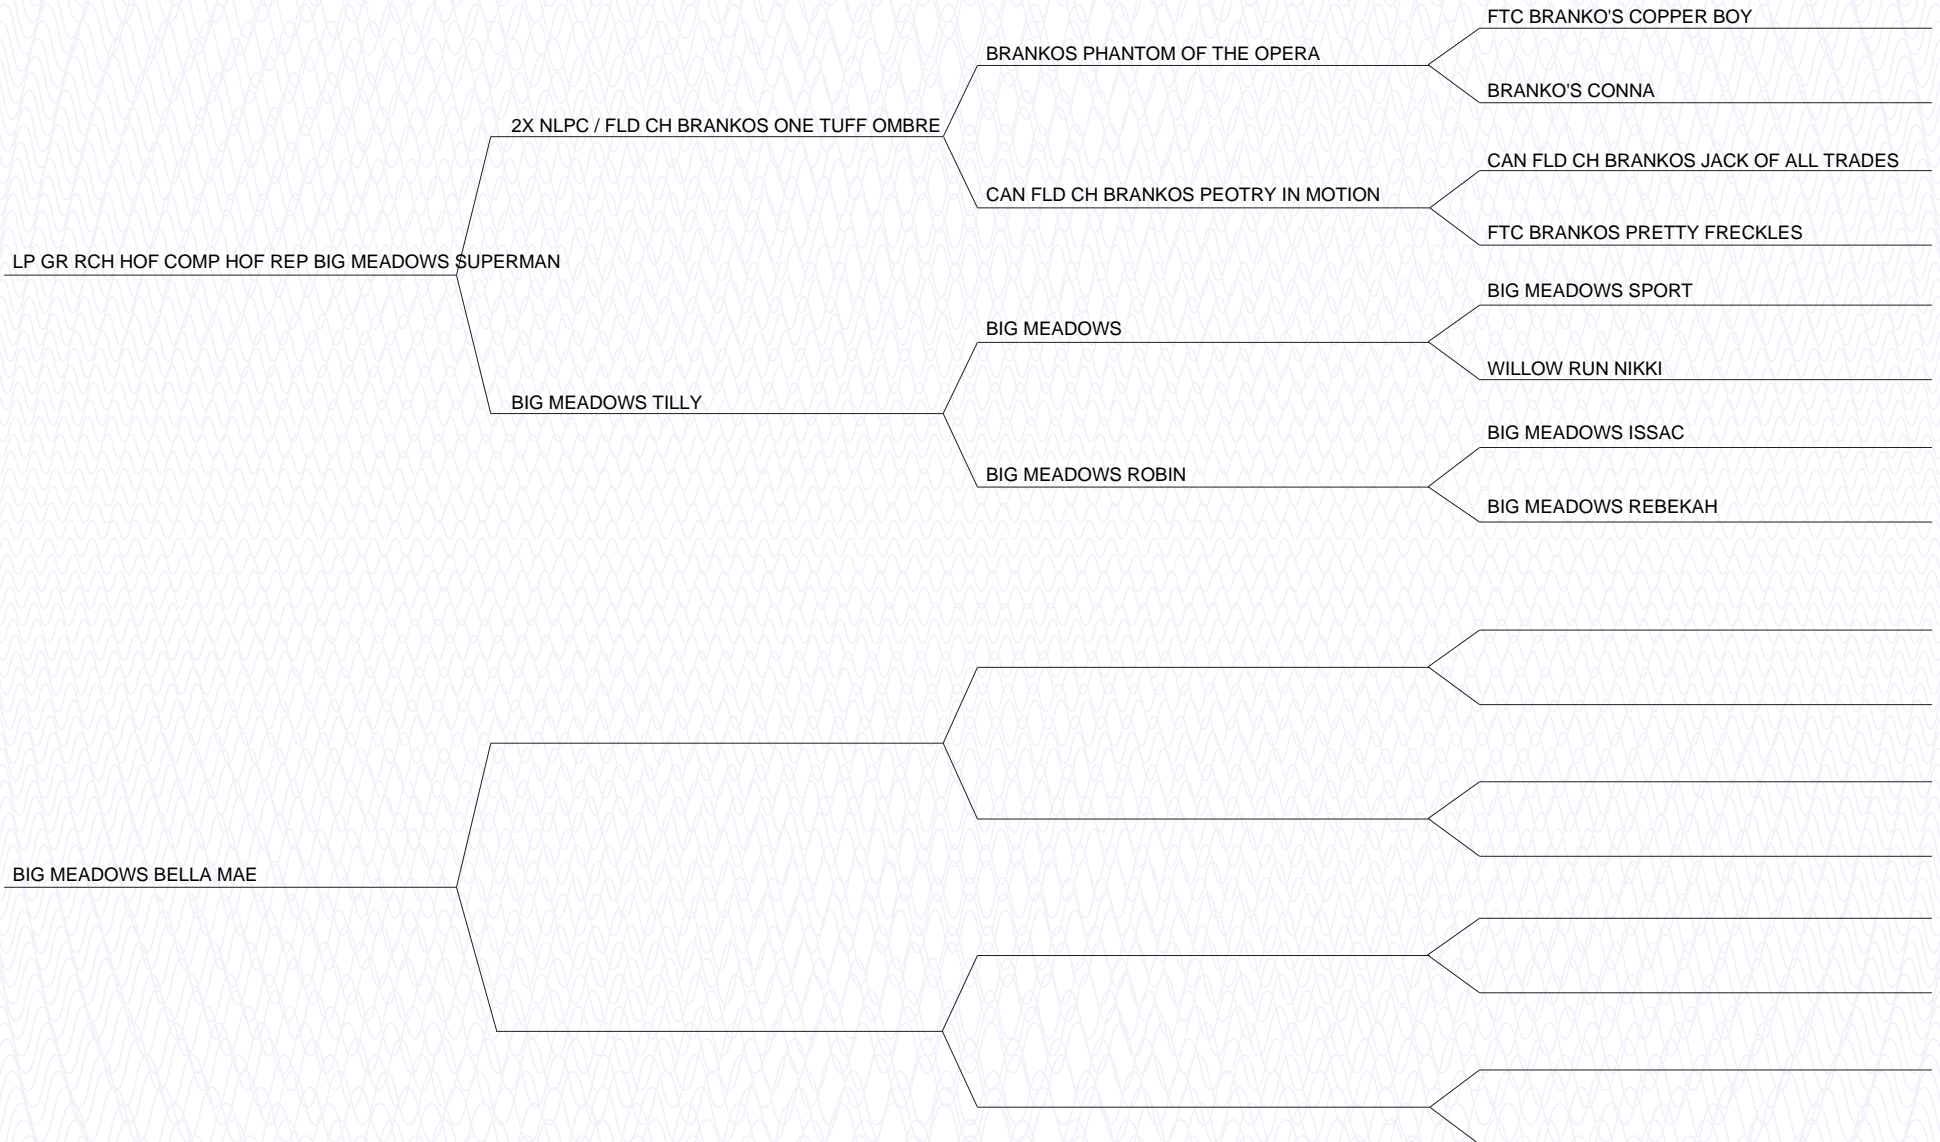 FTC BRANKO'S COPPER BOY
BRANKOS PHANTOM OF THE OPERA
BRANKO'S CONNA
2X NLPC / FLD CH BRANKOS ONE TUFF OMBRE
CAN FLD CH BRANKOS JACK OF ALL TRADES
CAN FLD CH BRANKOS PEOTRY IN MOTION
FTC BRANKOS PRETTY FRECKLES
LP GR RCH HOF COMP HOF REP BIG MEADOWS SUPERMAN
BIG MEADOWS SPORT
BIG MEADOWS
WILLOW RUN NIKKI
BIG MEADOWS TILLY
BIG MEADOWS ISSAC
BIG MEADOWS ROBIN
BIG MEADOWS REBEKAH
BIG MEADOWS BELLA MAE